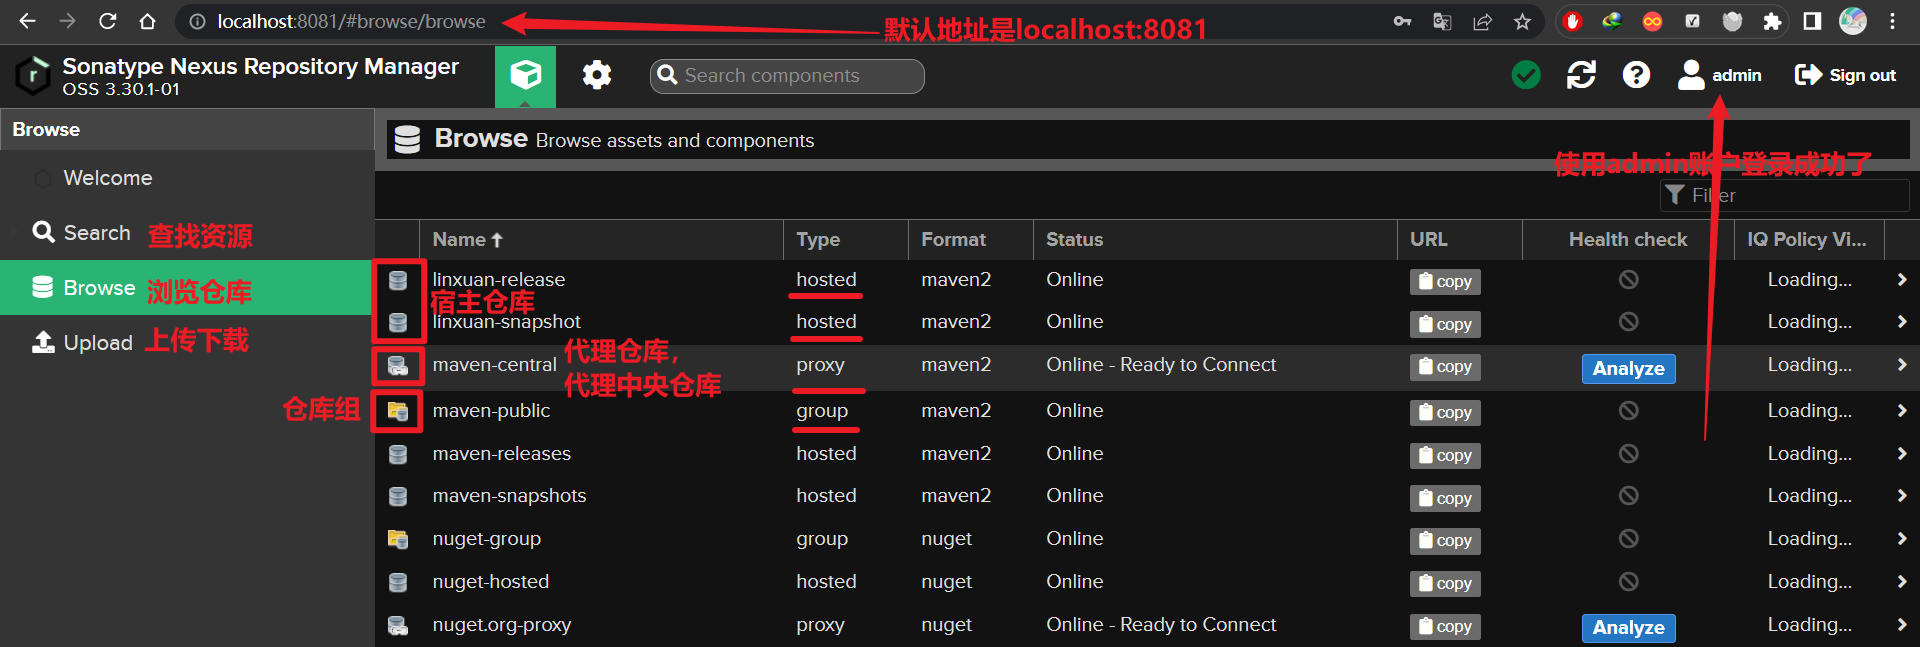 localhost:8081/#browse/browse
默认地址是localhost:8081
Sonatype Nexus Repository Manager
OSS 3.30.1-01
Search components
admin
Sign out
Browse
Browse Browse assets and components
Welcome
使用admin账户登录成功了
Search 查找资源
Filter
Browse 浏览仓库
Upload 上传下载
Name Type Format Status URL Health check IQ Policy Vi...
linxuan-release hosted maven2 Online copy Loading...
宿主仓库
linxuan-snapshot hosted maven2 Online copy Loading...
maven-central proxy maven2 Online - Ready to Connect copy Analyze Loading...
代理仓库，
代理中央仓库
仓库组
maven-public group maven2 Online copy Loading...
maven-releases hosted maven2 Online copy Loading...
maven-snapshots hosted maven2 Online copy Loading...
nuget-group group nuget Online copy Loading...
nuget-hosted hosted nuget Online copy Loading...
nuget.org-proxy proxy nuget Online - Ready to Connect copy Analyze Loading...